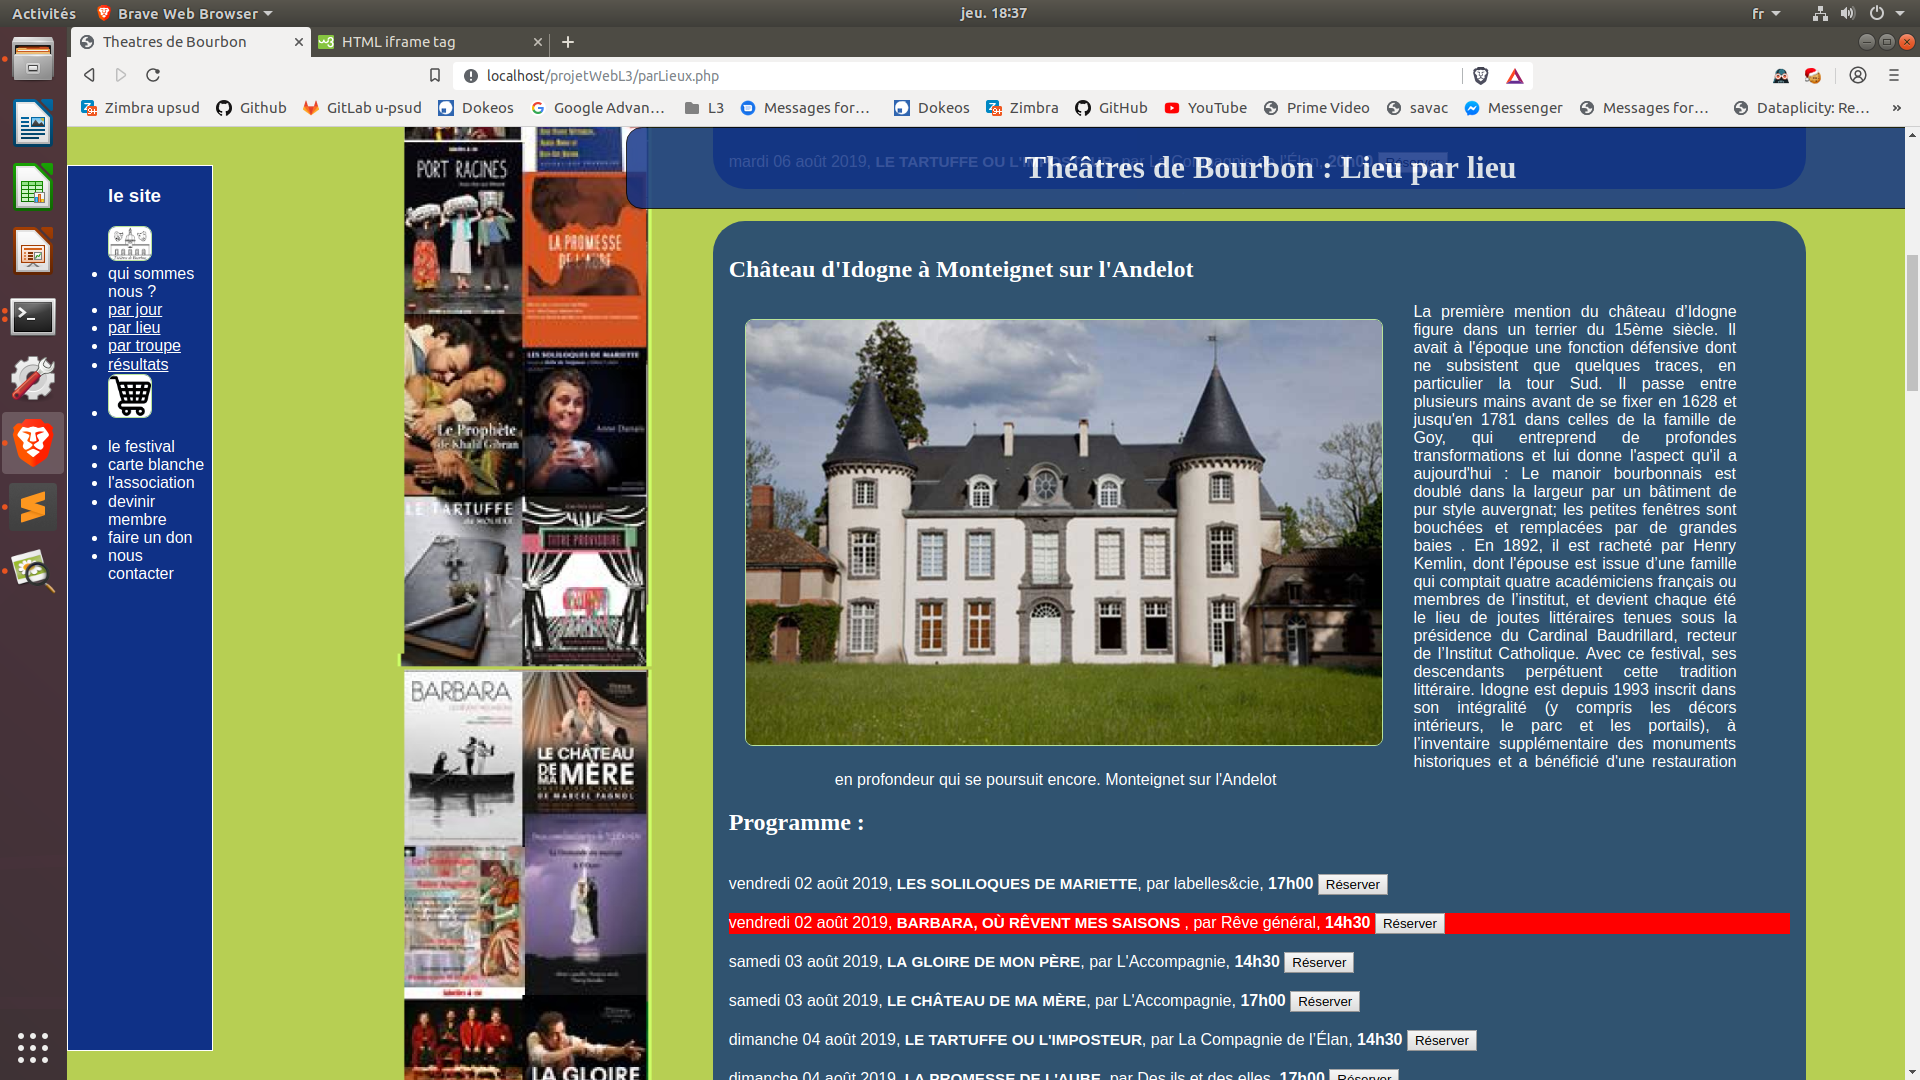 Activités
Brave Web Browser
jeu. 18:37
fr
Theatres de Bourbon
HTML iframe tag
localhost/projetWebL3/parLieux.php
Zimbra upsud
Github
GitLab u-psud
Dokeos
Google Advan…
L3
Messages for…
Dokeos
Zimbra
GitHub
YouTube
Prime Video
savac
Messenger
Messages for…
Dataplicity: Re…
»
le site
qui sommes
nous ?
par jour
par lieu
par troupe
résultats
le festival
carte blanche
l'association
devinir
membre
faire un don
nous
contacter
PORT RACINES
LA PROMESSE
DE L'AUBE
Le Prophète
de Khalil Gibran
LES SOLILOQUES DE MARIETTE
Anne Danais
LE TARTUFFE
de MOLIERE
TITRE PROVISOIRE
BARBARA
LE CHÂTEAU
DE MA MÈRE
DE MARCEL PAGNOL
LA GLOIRE
mardi 06 août 2019, LE TARTUFFE OU L'IMPOSTEUR, par La Compagnie de l'Élan, 20h00 Réserver
Théâtres de Bourbon : Lieu par lieu
Château d'Idogne à Monteignet sur l'Andelot
La première mention du château d’Idogne
figure dans un terrier du 15ème siècle. Il
avait à l'époque une fonction défensive dont
ne subsistent que quelques traces, en
particulier la tour Sud. Il passe entre
plusieurs mains avant de se fixer en 1628 et
jusqu'en 1781 dans celles de la famille de
Goy, qui entreprend de profondes
transformations et lui donne l'aspect qu'il a
aujourd'hui : Le manoir bourbonnais est
doublé dans la largeur par un bâtiment de
pur style auvergnat; les petites fenêtres sont
bouchées et remplacées par de grandes
baies . En 1892, il est racheté par Henry
Kemlin, dont l'épouse est issue d’une famille
qui comptait quatre académiciens français ou
membres de l’institut, et devient chaque été
le lieu de joutes littéraires tenues sous la
présidence du Cardinal Baudrillard, recteur
de l’Institut Catholique. Avec ce festival, ses
descendants perpétuent cette tradition
littéraire. Idogne est depuis 1993 inscrit dans
son intégralité (y compris les décors
intérieurs, le parc et les portails), à
l’inventaire supplémentaire des monuments
historiques et a bénéficié d'une restauration
en profondeur qui se poursuit encore. Monteignet sur l'Andelot
Programme :
vendredi 02 août 2019, LES SOLILOQUES DE MARIETTE, par labelles&cie, 17h00 Réserver
vendredi 02 août 2019, BARBARA, OÙ RÊVENT MES SAISONS , par Rêve général, 14h30 Réserver
samedi 03 août 2019, LA GLOIRE DE MON PÈRE, par L'Accompagnie, 14h30 Réserver
samedi 03 août 2019, LE CHÂTEAU DE MA MÈRE, par L'Accompagnie, 17h00 Réserver
dimanche 04 août 2019, LE TARTUFFE OU L'IMPOSTEUR, par La Compagnie de l’Élan, 14h30 Réserver
dimanche 04 août 2019, LA PROMESSE DE L'AUBE, par Des ils et des elles, 17h00 Réserver